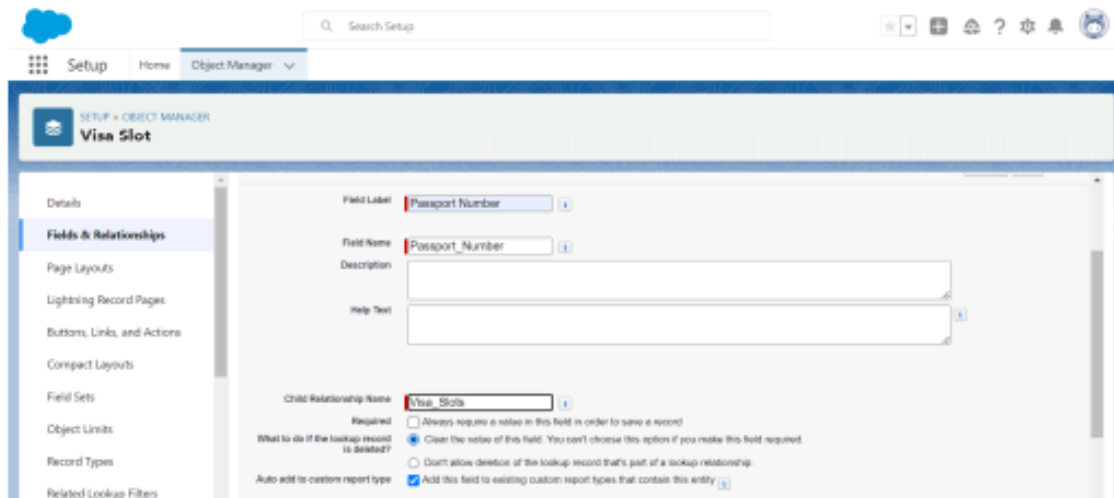 Search Setup
Setup
Home
Object Manager
SETUP > OBJECT MANAGER
Visa Slot
Details
Fields & Relationships
Page Layouts
Lightning Record Pages
Buttons, Links, and Actions
Compact Layouts
Field Sets
Object Limits
Record Types
Related Lookup Filters
Field Label
Passport Number
i
Field Name
Passport_Number
i
Description
Help Text
i
Child Relationship Name
Visa_Slots
i
Required
Always require a value in this field in order to save a record
What to do if the lookup record
is deleted?
Clear the value of this field. You can't choose this option if you make this field required.
Don't allow deletion of the lookup record that's part of a lookup relationship.
Auto add to custom report type
Add this field to existing custom report types that contain this entity
i